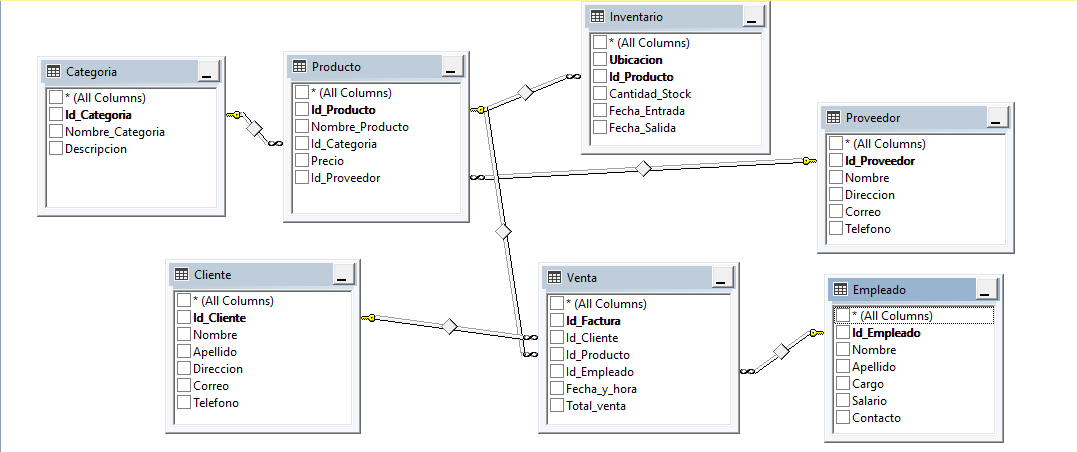 Categoria
* (All Columns)
Id_Categoria
Nombre_Categoria
Descripcion
Producto
* (All Columns)
Id_Producto
Nombre_Producto
Id_Categoria
Precio
Id_Proveedor
Inventario
* (All Columns)
Ubicacion
Id_Producto
Cantidad_Stock
Fecha_Entrada
Fecha_Salida
Proveedor
* (All Columns)
Id_Proveedor
Nombre
Direccion
Correo
Telefono
Cliente
* (All Columns)
Id_Cliente
Nombre
Apellido
Direccion
Correo
Telefono
Venta
* (All Columns)
Id_Factura
Id_Cliente
Id_Producto
Id_Empleado
Fecha_y_hora
Total_venta
Empleado
* (All Columns)
Id_Empleado
Nombre
Apellido
Cargo
Salario
Contacto